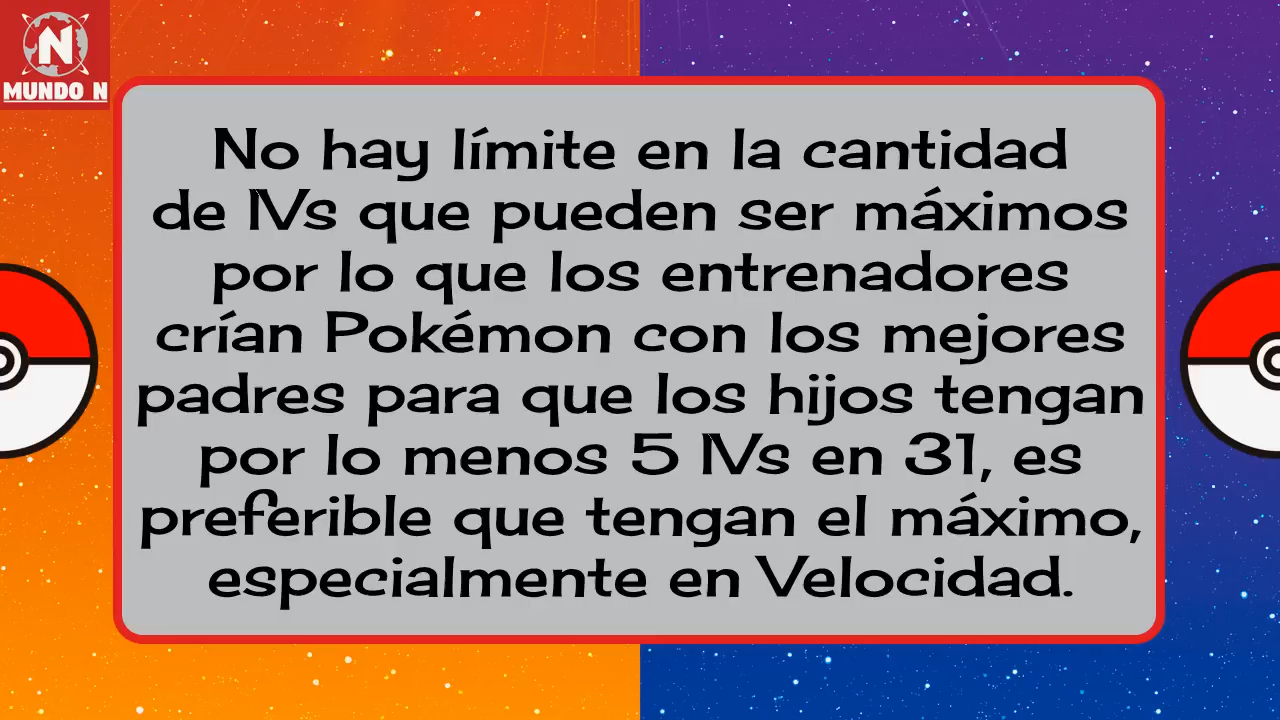 N
MUNDO N
No hay límite en la cantidad
de IVs que pueden ser máximos
por lo que los entrenadores
crían Pokémon con los mejores
padres para que los hijos tengan
por lo menos 5 IVs en 31, es
preferible que tengan el máximo,
especialmente en Velocidad.